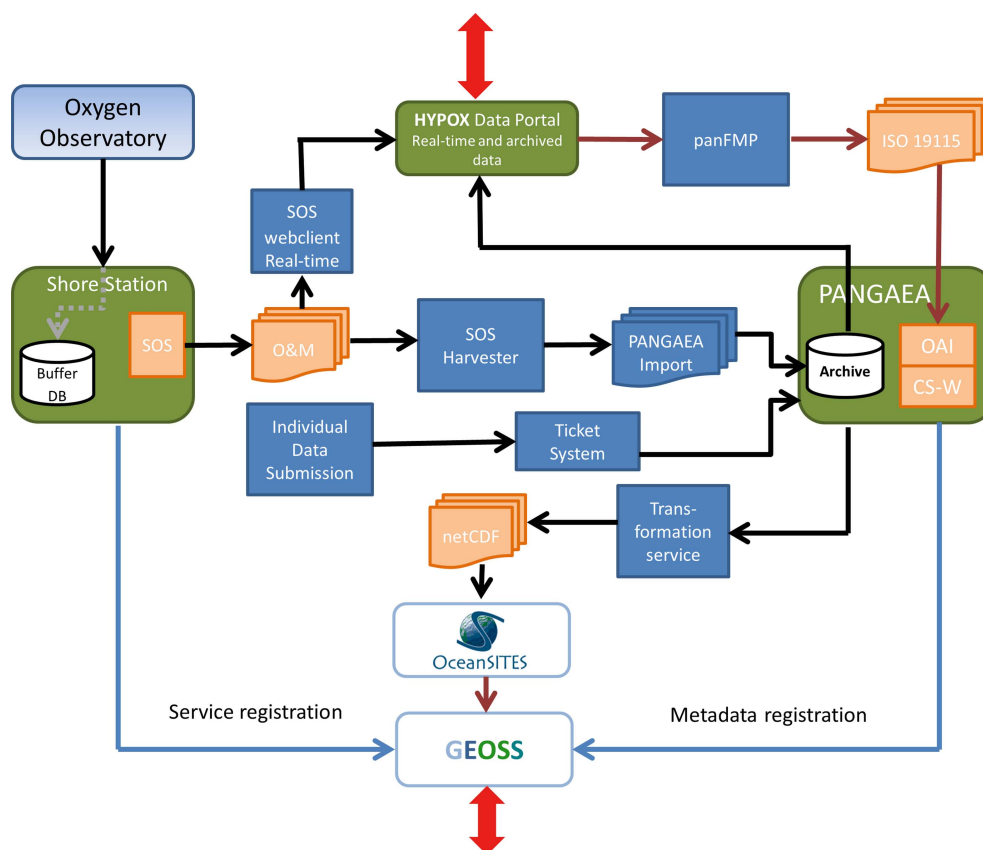 Oxygen
Observatory
HYPOX Data Portal
Real-time and archived
data
panFMP
ISO 19115
SOS
webclient
Real-time
Shore Station
SOS
Buffer
DB
O&M
SOS
Harvester
PANGAEA
Import
PANGAEA
Archive
OAI
CS-W
Individual
Data
Submission
Ticket
System
netCDF
Trans-
formation
service
OceanSITES
Service registration
Metadata registration
GEOSS